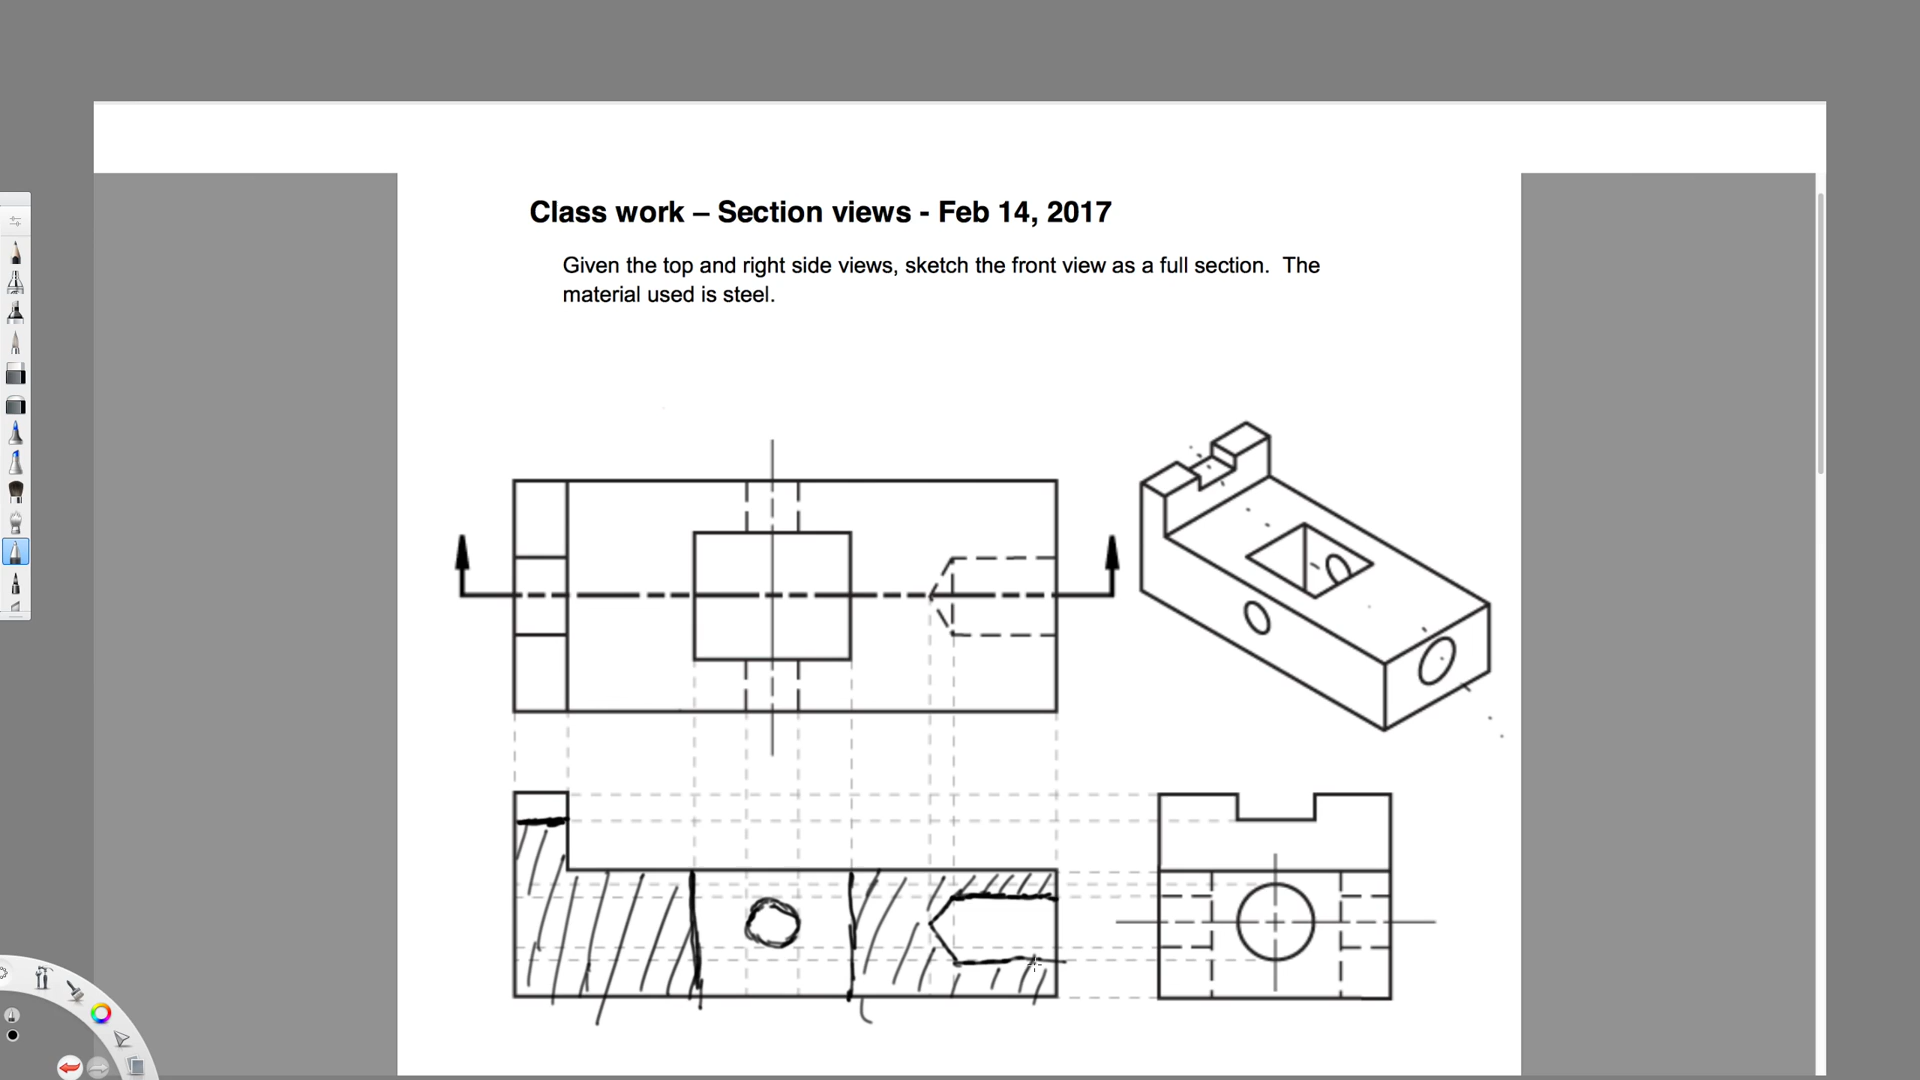 Class work – Section views - Feb 14, 2017
Given the top and right side views, sketch the front view as a full section. The
material used is steel.